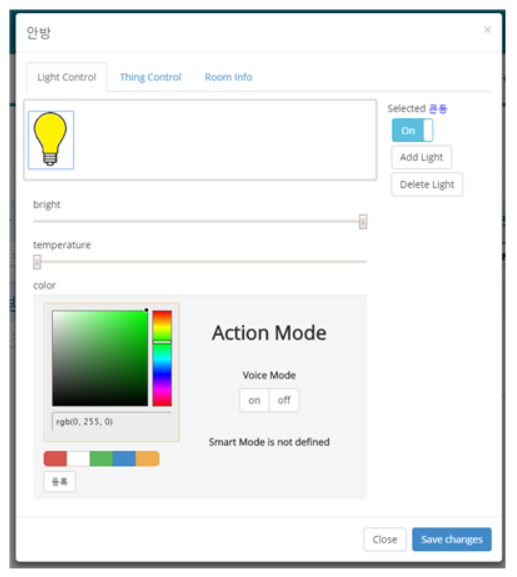 안방
×
Light Control Thing Control Room Info
Selected 큰등
On
Add Light
Delete Light
bright
temperature
color
Action Mode
Voice Mode
on off
rgb(0, 255, 0)
Smart Mode is not defined
등록
Close Save changes